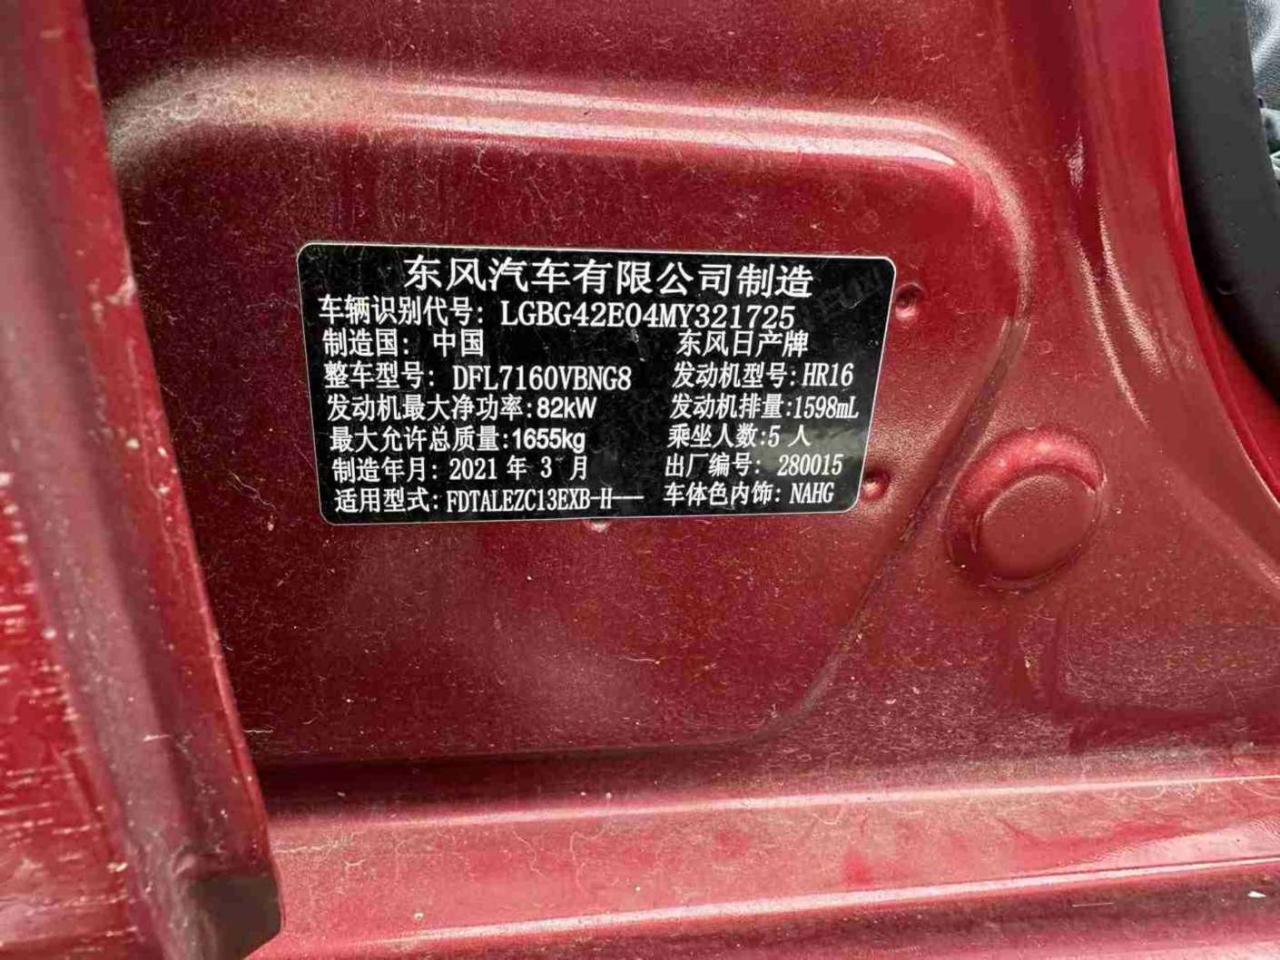 东风汽车有限公司制造
车辆识别代号: LGBG42E04MY321725
制造国: 中国 东风日产牌
整车型号: DFL7160VBNG8 发动机型号:HR16
发动机最大净功率:82kW 发动机排量:1598mL
最大允许总质量:1655kg 乘坐人数:5 人
制造年月: 2021 年 3 月 出厂编号: 280015
适用型式: FDTALEZC13EXB-H--- 车体色内饰: NAHG